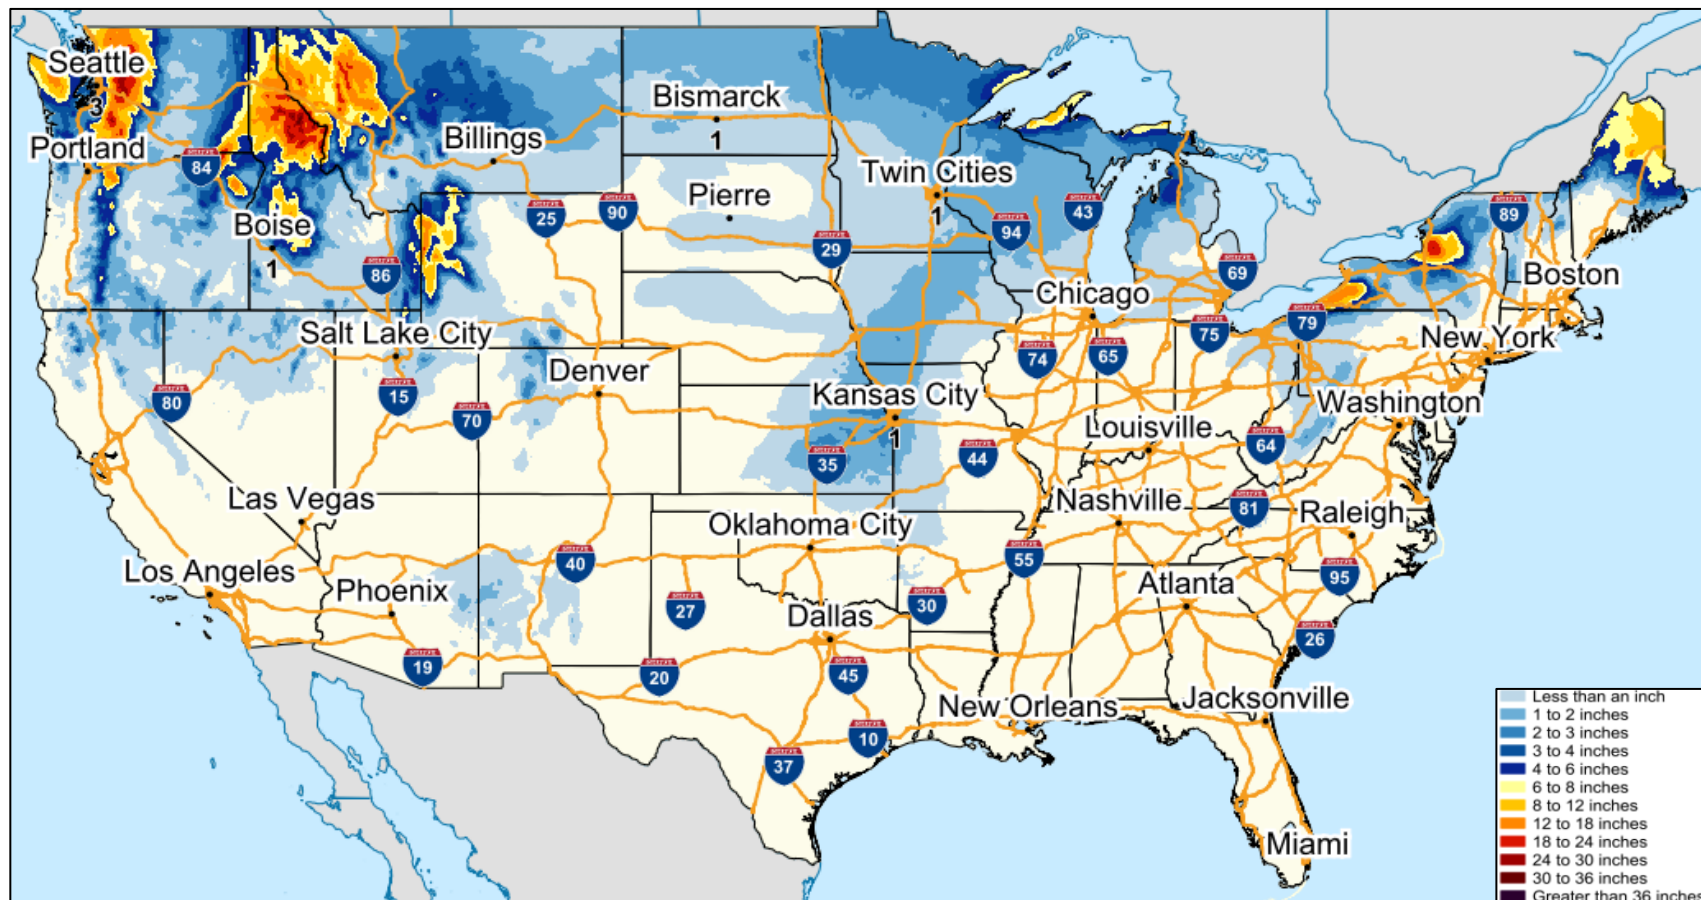 Seattle
3
Bismarck
1
Portland
Billings
84
Twin Cities
1
Pierre
Boise
1
25
90
43
94
89
29
86
69
Boston
Chicago
Salt Lake City
79
75
New York
74
65
Denver
80
15
Kansas City
1
Washington
70
Louisville
64
35
44
Las Vegas
Nashville
81
Raleigh
Oklahoma City
55
40
Los Angeles
Phoenix
95
Atlanta
27
30
Dallas
26
19
20
45
New Orleans
Jacksonville
10
37
Miami
Less than an inch
1 to 2 inches
2 to 3 inches
3 to 4 inches
4 to 6 inches
6 to 8 inches
8 to 12 inches
12 to 18 inches
18 to 24 inches
24 to 30 inches
30 to 36 inches
Greater than 36 inches